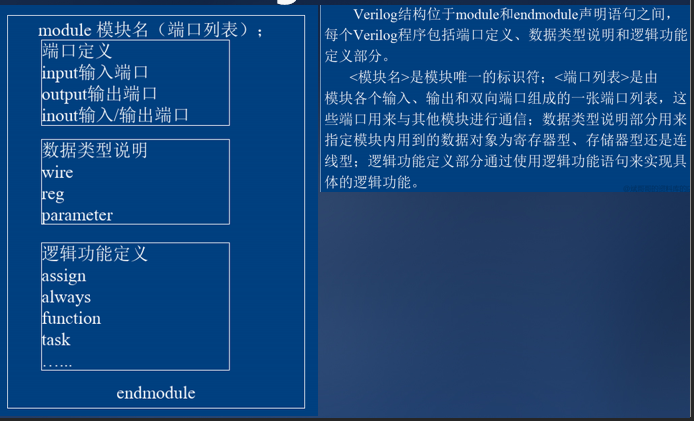 module 模块名（端口列表）;
端口定义
input输入端口
output输出端口
inout输入/输出端口
数据类型说明
wire
reg
parameter
逻辑功能定义
assign
always
function
task
…...
endmodule
Verilog结构位于module和endmodule声明语句之间，
每个Verilog程序包括端口定义、数据类型说明和逻辑功能
定义部分。
<模块名>是模块唯一的标识符；<端口列表>是由
模块各个输入、输出和双向端口组成的一张端口列表，这
些端口用来与其他模块进行通信；数据类型说明部分用来
指定模块内用到的数据对象为寄存器型、存储器型还是连
线型；逻辑功能定义部分通过使用逻辑功能语句来实现具
体的逻辑功能。